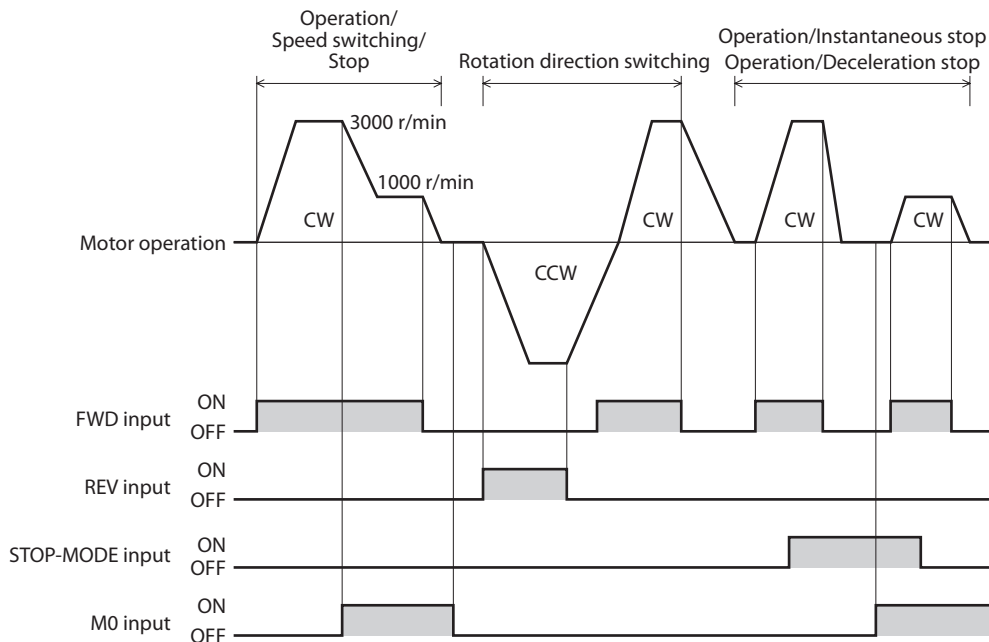 Operation/
Speed switching/
Stop
Rotation direction switching
Operation/Instantaneous stop
Operation/Deceleration stop
3000 r/min
1000 r/min
CW
CW
CW
CW
Motor operation
CCW
ON
FWD input
OFF
ON
REV input
OFF
ON
STOP-MODE input
OFF
ON
M0 input
OFF